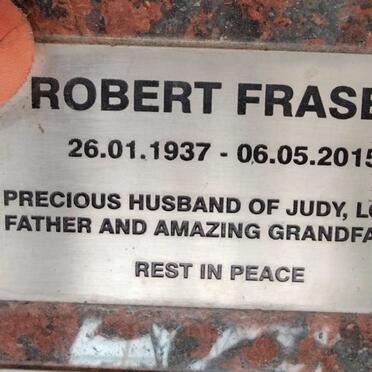 ROBERT FRASE
26.01.1937 - 06.05.2015
PRECIOUS HUSBAND OF JUDY, LO
FATHER AND AMAZING GRANDFA
REST IN PEACE